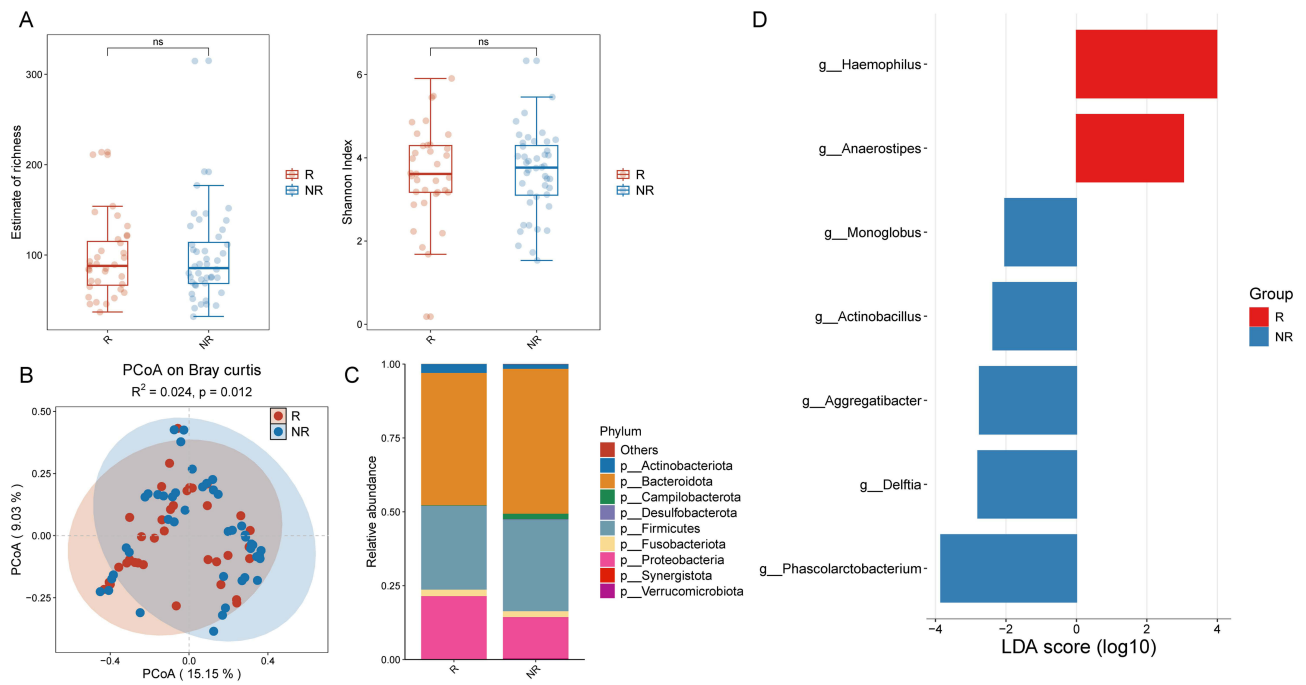 A
ns
Estimate of richness
300
200
100
R
NR
R
NR
ns
Shannon Index
6
4
2
0
R
NR
R
NR
B
PCoA on Bray curtis
R² = 0.024, p = 0.012
R
NR
PCoA ( 9.03 % )
0.50
0.25
0.00
−0.25
−0.4
0.0
0.4
PCoA ( 15.15 % )
C
Relative abundance
1.00
0.75
0.50
0.25
0.00
R
NR
Phylum
Others
p__Actinobacteriota
p__Bacteroidota
p__Campilobacterota
p__Desulfobacterota
p__Firmicutes
p__Fusobacteriota
p__Proteobacteria
p__Synergistota
p__Verrucomicrobiota
D
g__Haemophilus
g__Anaerostipes
g__Monoglobus
g__Actinobacillus
g__Aggregatibacter
g__Delftia
g__Phascolarctobacterium
−4
−2
0
2
4
LDA score (log10)
Group
R
NR